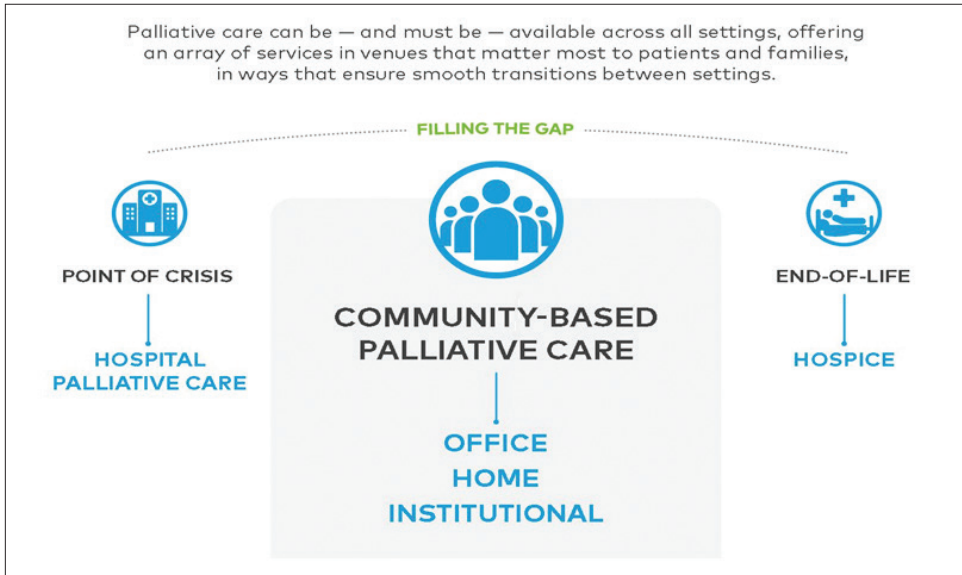 Palliative care can be — and must be — available across all settings, offering
an array of services in venues that matter most to patients and families,
in ways that ensure smooth transitions between settings.
FILLING THE GAP
POINT OF CRISIS
HOSPITAL
PALLIATIVE CARE
COMMUNITY-BASED
PALLIATIVE CARE
OFFICE
HOME
INSTITUTIONAL
END-OF-LIFE
HOSPICE